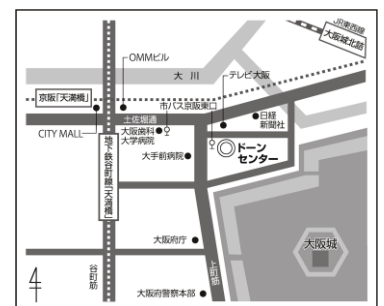 JR東西線
大阪城北詰
OMMビル
大川
テレビ大阪
京阪「天満橋」
市バス京阪東口
日経
新聞社
土佐堀通
CITY MALL
大阪歯科
大学病院
ドーン
センター
地下鉄谷町線「天満橋」
大手前病院
大阪府庁
大阪城
谷町筋
上町筋
大阪府警察本部
4